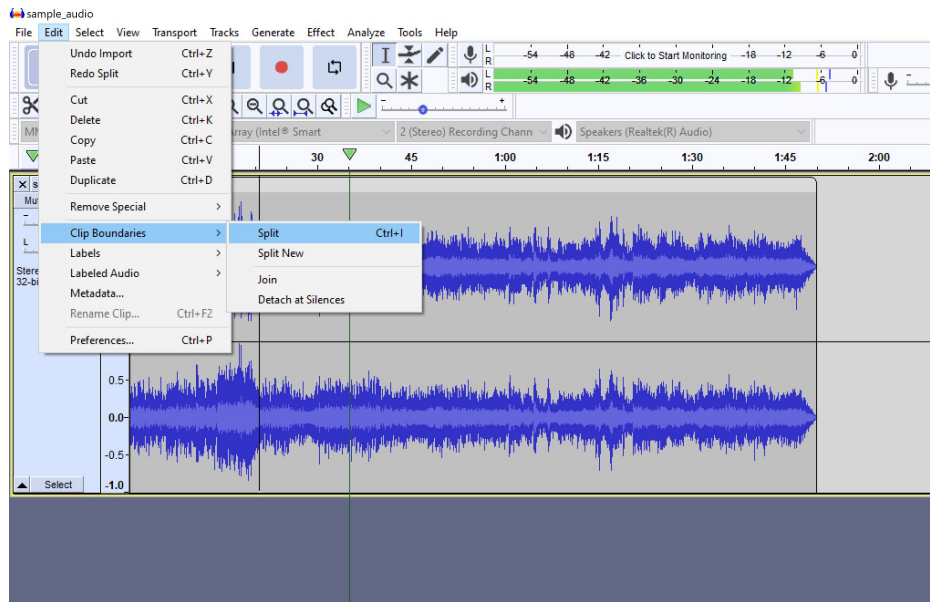 sample_audio
File Edit Select View Transport Tracks Generate Effect Analyze Tools Help
Undo Import Ctrl+Z
Redo Split Ctrl+Y
Cut Ctrl+X
Delete Ctrl+K
Copy Ctrl+C
Paste Ctrl+V
Duplicate Ctrl+D
Remove Special >
Clip Boundaries >
Labels >
Labeled Audio >
Metadata...
Rename Clip... Ctrl+F2
Preferences... Ctrl+P
Split Ctrl+I
Split New
Join
Detach at Silences
L
R
-54 -48 -42 Click to Start Monitoring -18 -12 -6 0
L
R
-54 -48 -42 -36 -30 -24 -18 -12 -6 0
- +
MM
rray (Intel® Smart
2 (Stereo) Recording Chann
Speakers (Realtek(R) Audio)
30 45 1:00 1:15 1:30 1:45 2:00
X s
Mu
-
L
Stere
32-bi
0.5-
0.0-
-0.5-
-1.0
Select